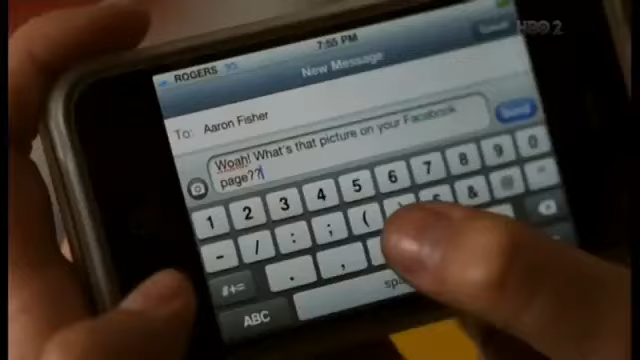 HBO 2
ROGERS 3G 7:55 PM
New Message
To: Aaron Fisher
Woah! What's that picture on your Facebook
page??
Send
1 2 3 4 5 6 7 8 9 0
- / : ; ( & @ "
#+= . ,
ABC